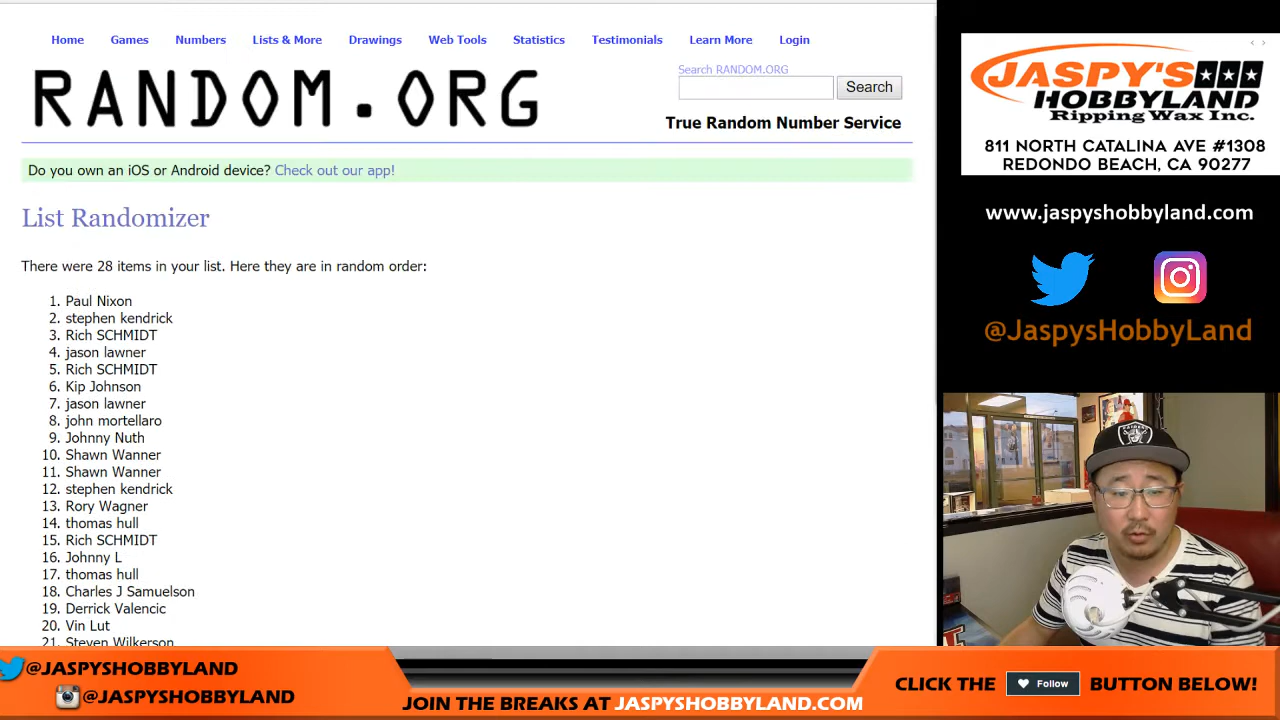 Home Games Numbers Lists & More Drawings Web Tools Statistics Testimonials Learn More Login
RANDOM.ORG
Search RANDOM.ORG
Search
True Random Number Service
Do you own an iOS or Android device? Check out our app!
List Randomizer
There were 28 items in your list. Here they are in random order:
1. Paul Nixon
2. stephen kendrick
3. Rich SCHMIDT
4. jason lawner
5. Rich SCHMIDT
6. Kip Johnson
7. jason lawner
8. john mortellaro
9. Johnny Nuth
10. Shawn Wanner
11. Shawn Wanner
12. stephen kendrick
13. Rory Wagner
14. thomas hull
15. Rich SCHMIDT
16. Johnny L
17. thomas hull
18. Charles J Samuelson
19. Derrick Valencic
20. Vin Lut
21. Steven Wilkerson
JASPY'S
HOBBYLAND
Ripping Wax Inc.
811 NORTH CATALINA AVE #1308
REDONDO BEACH, CA 90277
www.jaspyshobbyland.com
@JaspysHobbyLand
RAIDERS
@JASPYSHOBBYLAND
@JASPYSHOBBYLAND
JOIN THE BREAKS AT JASPYSHOBBYLAND.COM
CLICK THE Follow BUTTON BELOW!